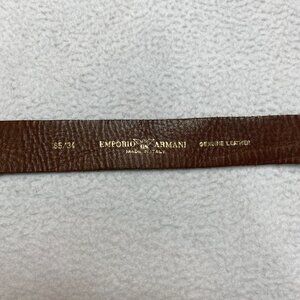 85/34 EMPORIO ARMANI GENUINE LEATHER
MADE IN ITALY